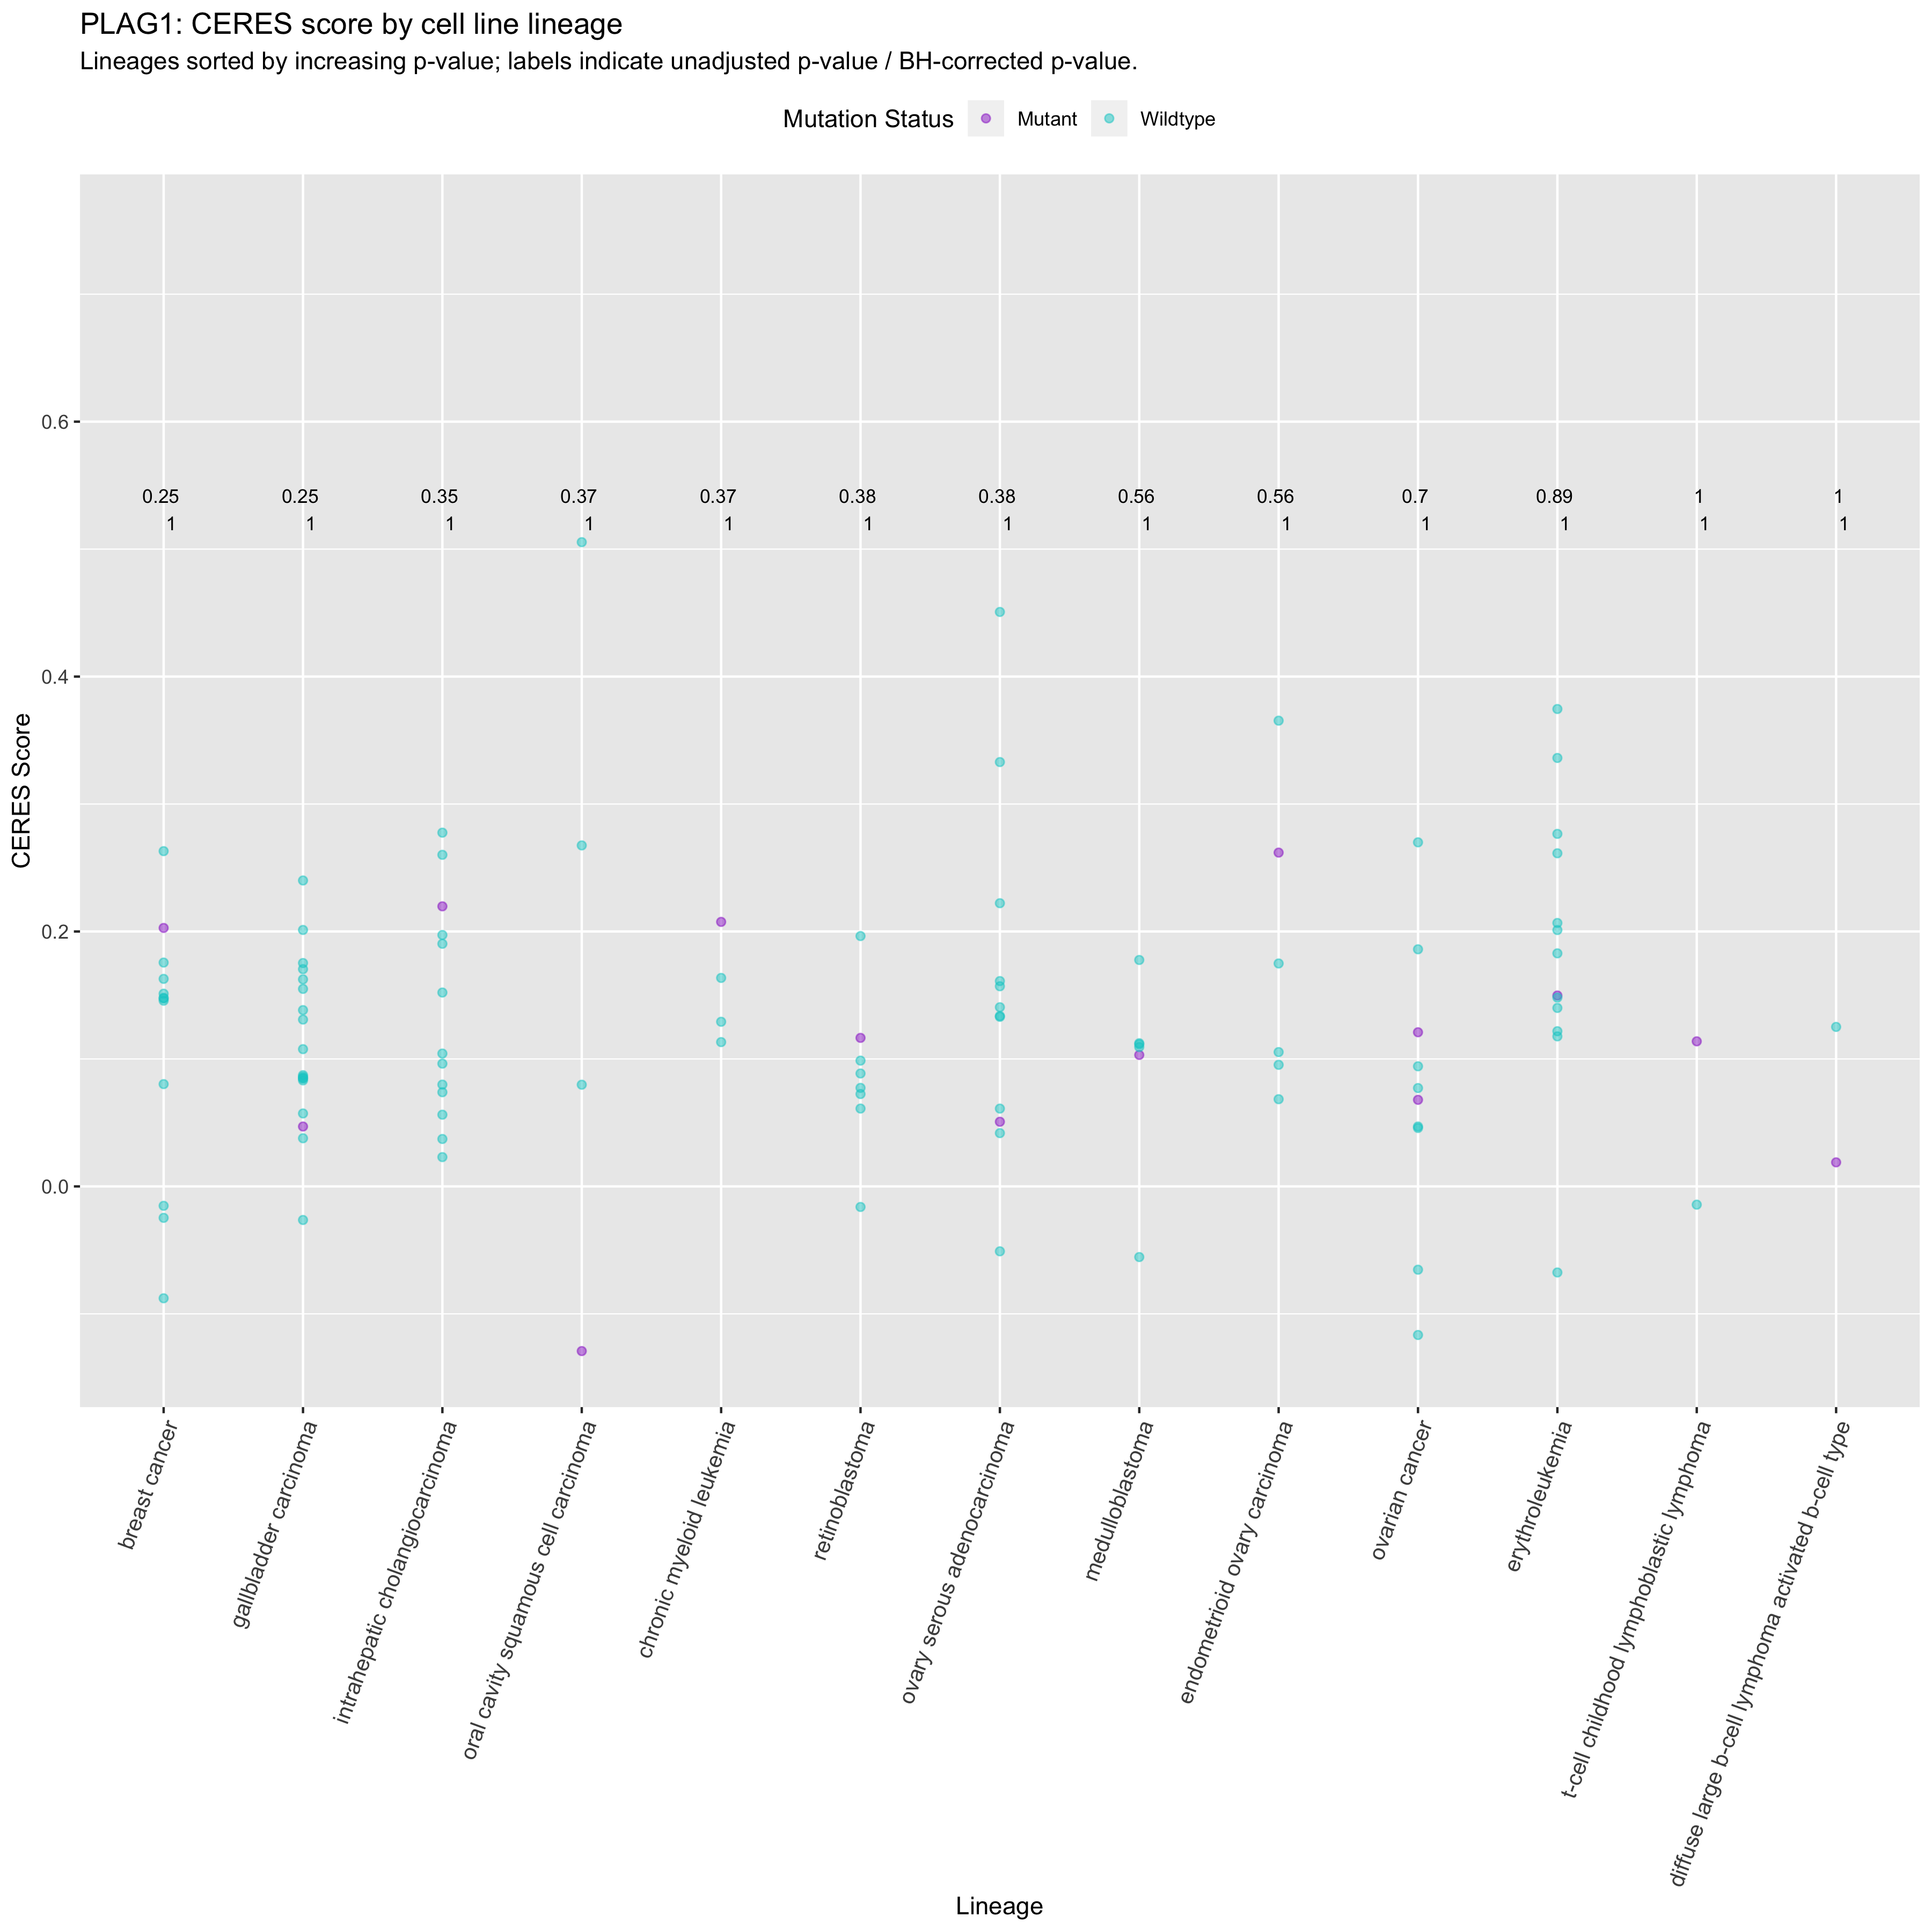 PLAG1: CERES score by cell line lineage
Lineages sorted by increasing p-value; labels indicate unadjusted p-value / BH-corrected p-value.
Mutation Status Mutant Wildtype
0.6
0.25 0.25 0.35 0.37 0.37 0.38 0.38 0.56 0.56 0.7 0.89 1 1
1 1 1 1 1 1 1 1 1 1 1 1 1
0.4
CERES Score
0.2
0.0
breast cancer
gallbladder carcinoma
intrahepatic cholangiocarcinoma
oral cavity squamous cell carcinoma
chronic myeloid leukemia
retinoblastoma
ovary serous adenocarcinoma
medulloblastoma
endometrioid ovary carcinoma
ovarian cancer
erythroleukemia
t-cell childhood lymphoblastic lymphoma
diffuse large b-cell lymphoma activated b-cell type
Lineage